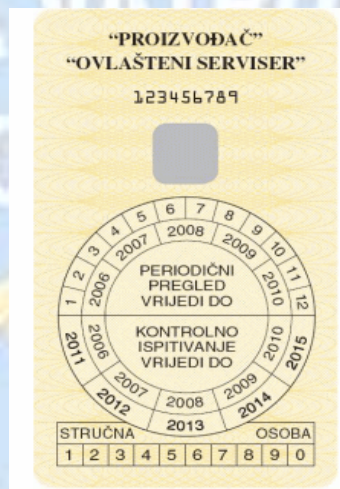 “PROIZVOĐAČ”
“OVLAŠTENI SERVISER”
123456789
1 2 3 4 5 6 7 8 9 10 11 12
2006 2007 2008 2009 2010
PERIODIČNI
PREGLED
VRIJEDI DO
KONTROLNO
ISPITIVANJE
VRIJEDI DO
2006 2007 2008 2009 2010
2011 2012 2013 2014 2015
STRUČNA OSOBA
1 2 3 4 5 6 7 8 9 0